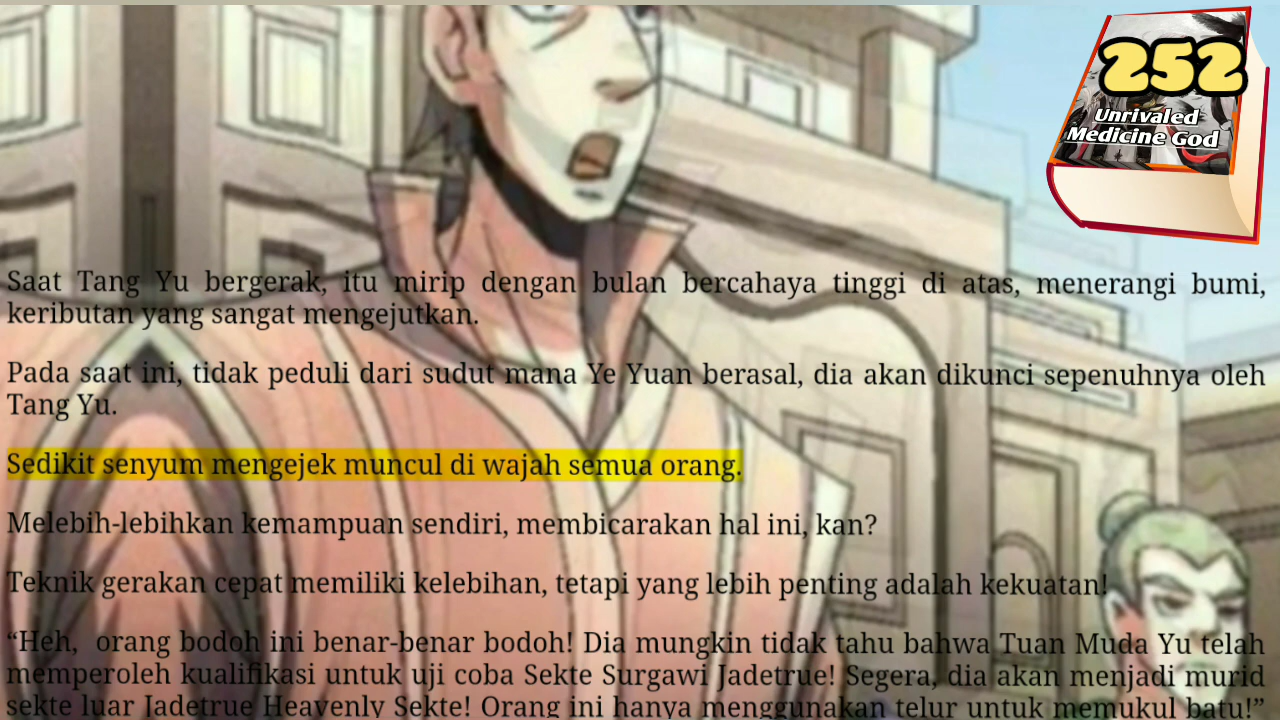 252
Unrivaled
Medicine God
Saat Tang Yu bergerak, itu mirip dengan bulan bercahaya tinggi di atas, menerangi bumi,
keributan yang sangat mengejutkan.
Pada saat ini, tidak peduli dari sudut mana Ye Yuan berasal, dia akan dikunci sepenuhnya oleh
Tang Yu.
Sedikit senyum mengejek muncul di wajah semua orang.
Melebih-lebihkan kemampuan sendiri, membicarakan hal ini, kan?
Teknik gerakan cepat memiliki kelebihan, tetapi yang lebih penting adalah kekuatan!
“Heh,  orang bodoh ini benar-benar bodoh! Dia mungkin tidak tahu bahwa Tuan Muda Yu telah
memperoleh kualifikasi untuk uji coba Sekte Surgawi Jadetrue! Segera, dia akan menjadi murid
sekte luar Jadetrue Heavenly Sekte! Orang ini hanya menggunakan telur untuk memukul batu!”